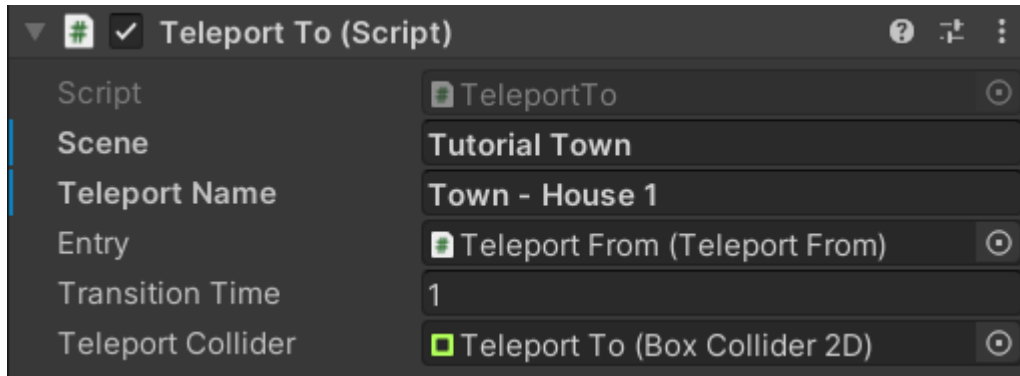 Teleport To (Script)
Script TeleportTo
Scene Tutorial Town
Teleport Name Town - House 1
Entry Teleport From (Teleport From)
Transition Time 1
Teleport Collider Teleport To (Box Collider 2D)